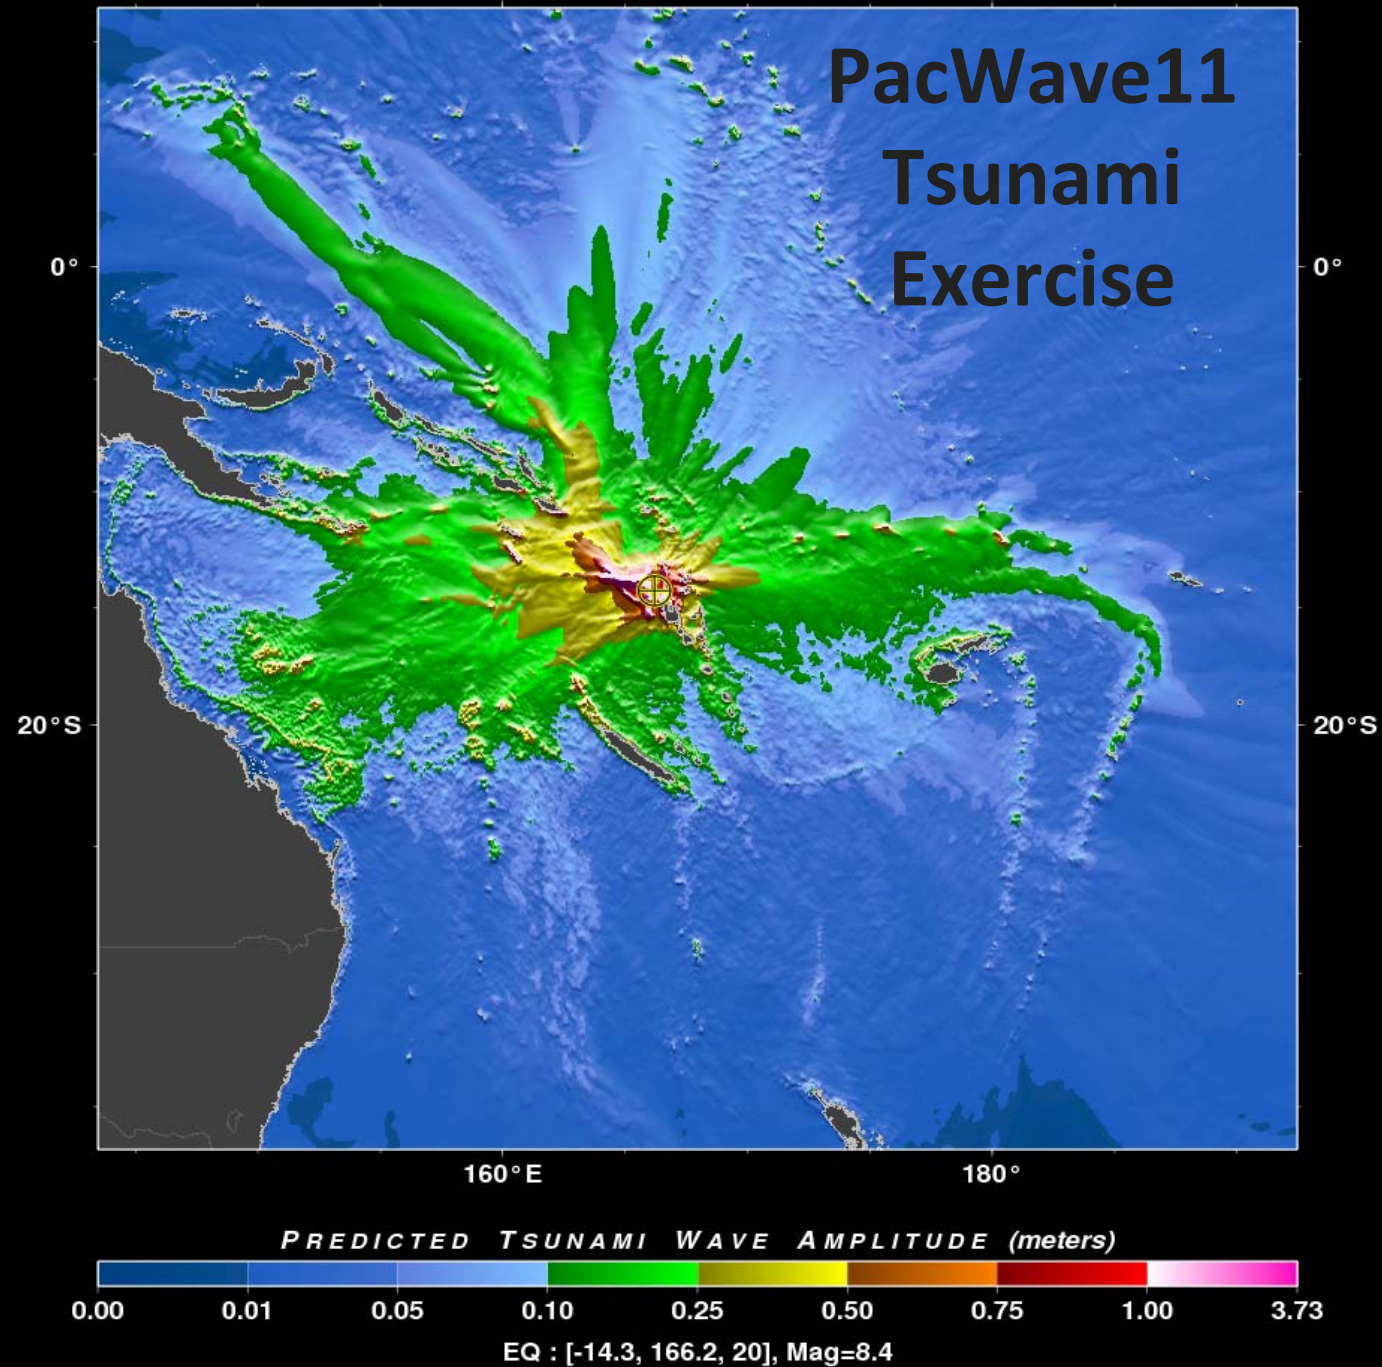 PacWave11
Tsunami
Exercise
0°
0°
20°S
20°S
160°E
180°
PREDICTED TSUNAMI WAVE AMPLITUDE (meters)
0.00 0.01 0.05 0.10 0.25 0.50 0.75 1.00 3.73
EQ : [-14.3, 166.2, 20], Mag=8.4